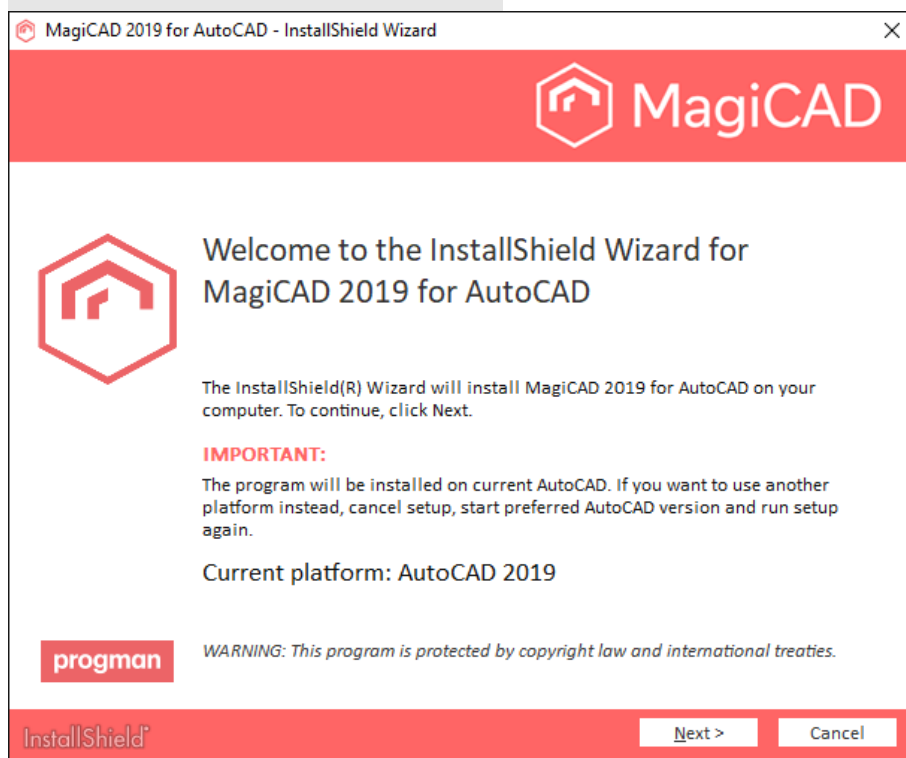 MagiCAD 2019 for AutoCAD - InstallShield Wizard
MagiCAD
Welcome to the InstallShield Wizard for
MagiCAD 2019 for AutoCAD
The InstallShield(R) Wizard will install MagiCAD 2019 for AutoCAD on your
computer. To continue, click Next.
IMPORTANT:
The program will be installed on current AutoCAD. If you want to use another
platform instead, cancel setup, start preferred AutoCAD version and run setup
again.
Current platform: AutoCAD 2019
progman
WARNING: This program is protected by copyright law and international treaties.
InstallShield
Next >
Cancel